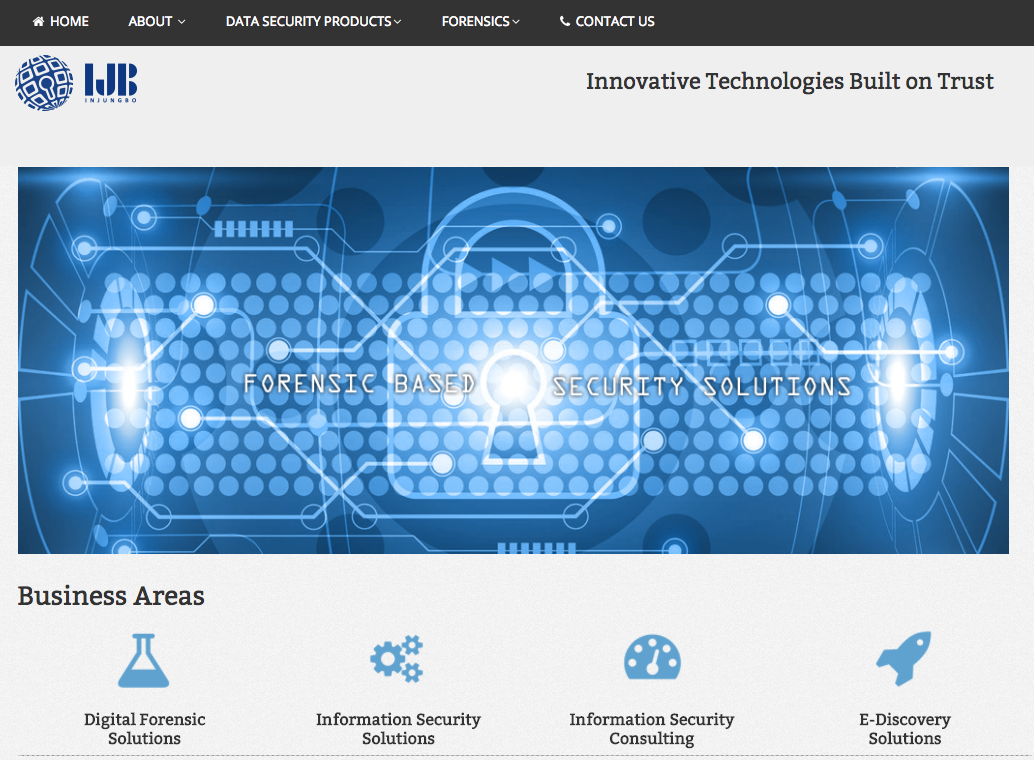 HOME ABOUT DATA SECURITY PRODUCTS FORENSICS CONTACT US
IJB
INJUNGBO
Innovative Technologies Built on Trust
FORENSIC BASED SECURITY SOLUTIONS
Business Areas
Digital Forensic
Solutions
Information Security
Solutions
Information Security
Consulting
E-Discovery
Solutions